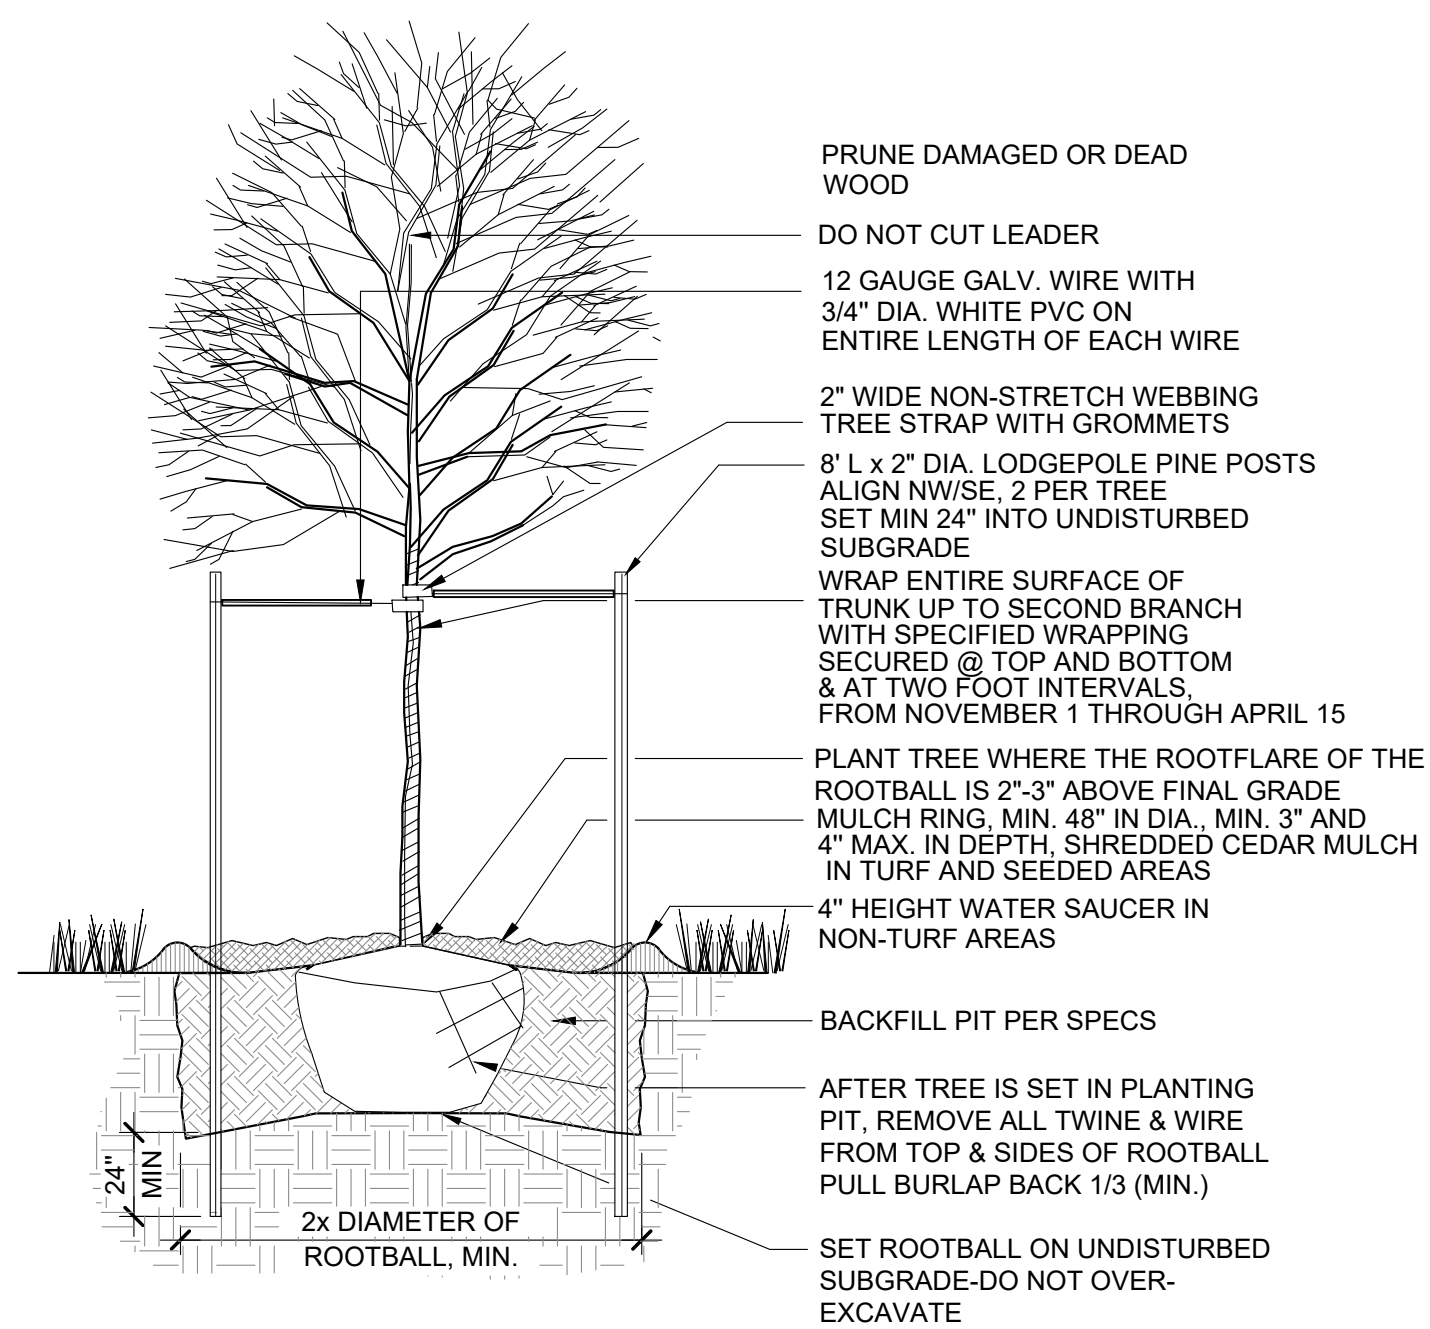 PRUNE DAMAGED OR DEAD
WOOD
DO NOT CUT LEADER
12 GAUGE GALV. WIRE WITH
3/4" DIA. WHITE PVC ON
ENTIRE LENGTH OF EACH WIRE
2" WIDE NON-STRETCH WEBBING
TREE STRAP WITH GROMMETS
8' L x 2" DIA. LODGEPOLE PINE POSTS
ALIGN NW/SE, 2 PER TREE
SET MIN 24" INTO UNDISTURBED
SUBGRADE
WRAP ENTIRE SURFACE OF
TRUNK UP TO SECOND BRANCH
WITH SPECIFIED WRAPPING
SECURED @ TOP AND BOTTOM
& AT TWO FOOT INTERVALS,
FROM NOVEMBER 1 THROUGH APRIL 15
PLANT TREE WHERE THE ROOTFLARE OF THE
ROOTBALL IS 2"-3" ABOVE FINAL GRADE
MULCH RING, MIN. 48" IN DIA., MIN. 3" AND
4" MAX. IN DEPTH, SHREDDED CEDAR MULCH
IN TURF AND SEEDED AREAS
4" HEIGHT WATER SAUCER IN
NON-TURF AREAS
BACKFILL PIT PER SPECS
AFTER TREE IS SET IN PLANTING
PIT, REMOVE ALL TWINE & WIRE
FROM TOP & SIDES OF ROOTBALL
PULL BURLAP BACK 1/3 (MIN.)
SET ROOTBALL ON UNDISTURBED
SUBGRADE-DO NOT OVER-
EXCAVATE
24"
MIN
2x DIAMETER OF
ROOTBALL, MIN.